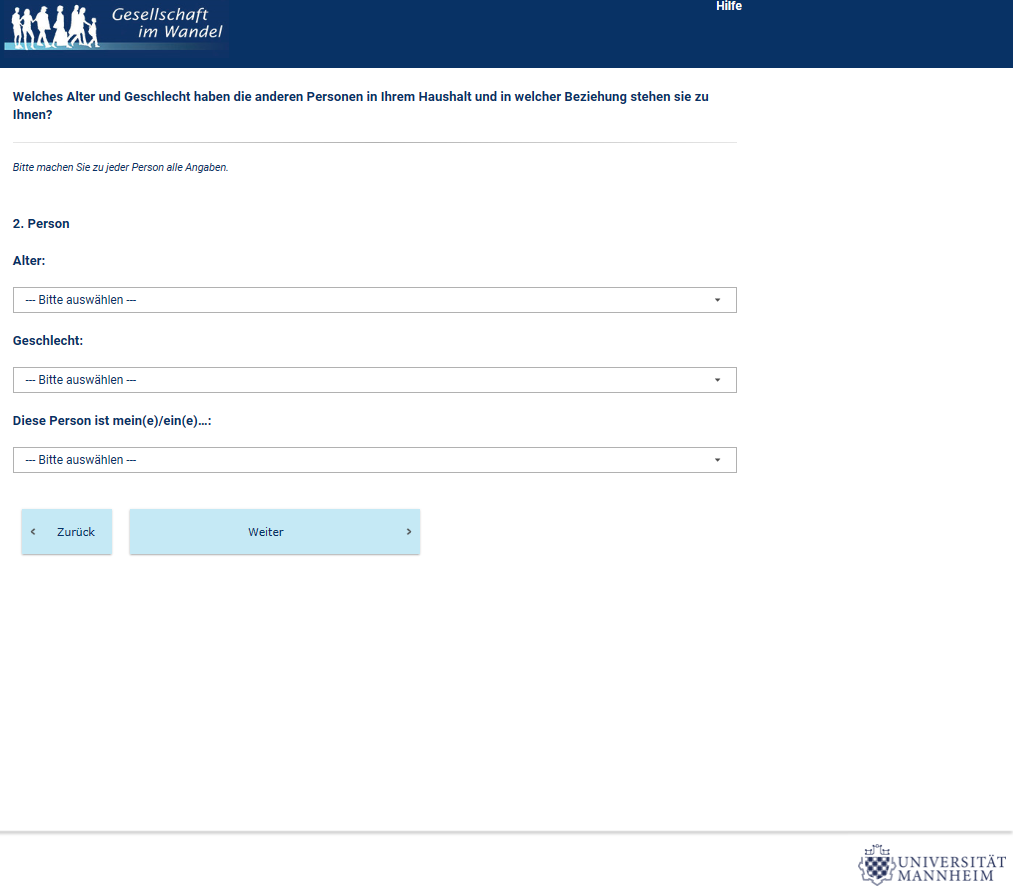 Gesellschaft
im Wandel
Hilfe
Welches Alter und Geschlecht haben die anderen Personen in Ihrem Haushalt und in welcher Beziehung stehen sie zu
Ihnen?
Bitte machen Sie zu jeder Person alle Angaben.
2. Person
Alter:
--- Bitte auswählen ---
Geschlecht:
--- Bitte auswählen ---
Diese Person ist mein(e)/ein(e)...:
--- Bitte auswählen ---
Zurück
Weiter
UNIVERSITÄT
MANNHEIM